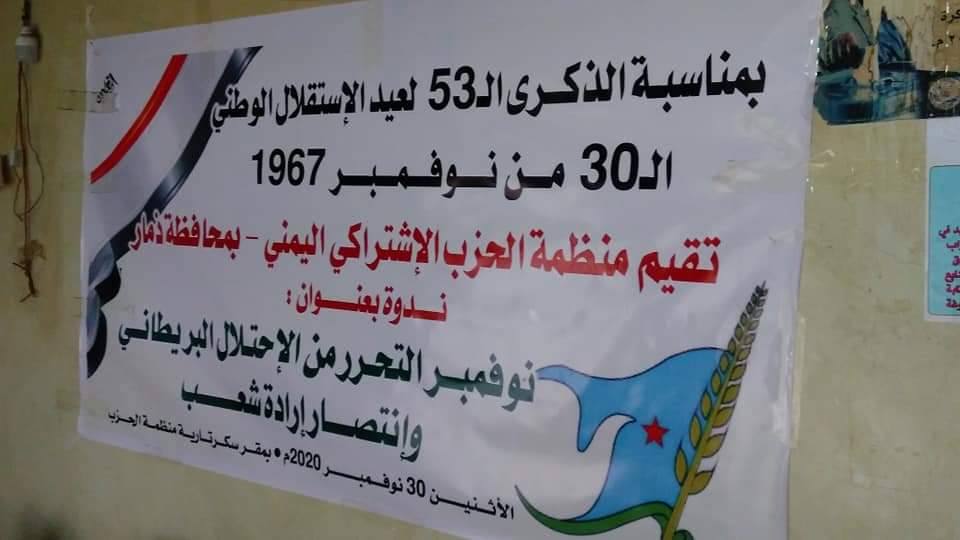 بمناسبة الذكرى الـ53 لعيد الإستقلال الوطني
الـ30 من نوفمبر 1967
تقيم منظمة الحزب الإشتراكي اليمني - بمحافظة ذمار
ندوة بعنوان :
نوفمبر التحرر من الإحتلال البريطاني
وإنتصار إرادة شعب
الأثنين 30 نوفمبر 2020م • بمقر سكرتارية منظمة الحزب